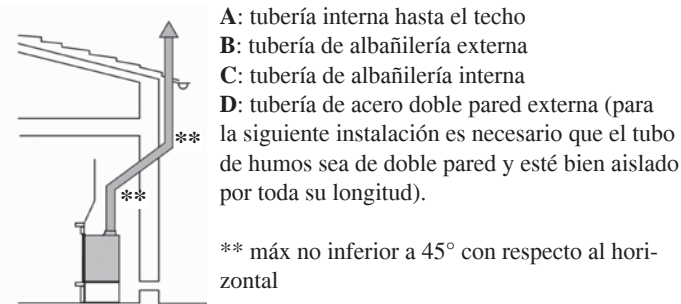 A: tubería interna hasta el techo
B: tubería de albañilería externa
C: tubería de albañilería interna
D: tubería de acero doble pared externa (para
la siguiente instalación es necesario que el tubo
de humos sea de doble pared y esté bien aislado
por toda su longitud).
**
**
** máx no inferior a 45° con respecto al hori-
zontal